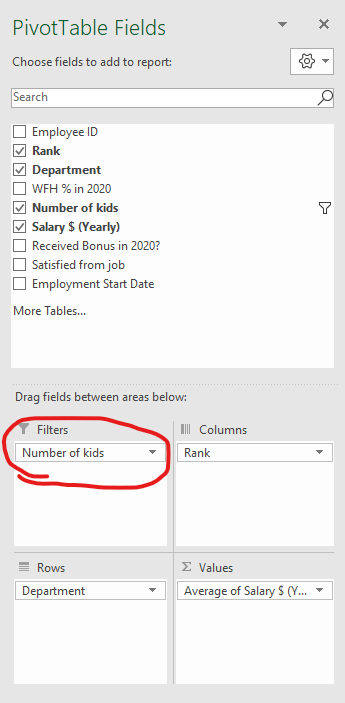 PivotTable Fields
Choose fields to add to report:
Search
Employee ID
Rank
Department
WFH % in 2020
Number of kids
Salary $ (Yearly)
Received Bonus in 2020?
Satisfied from job
Employment Start Date
More Tables...
Drag fields between areas below:
Filters
Number of kids
Columns
Rank
Rows
Department
Σ Values
Average of Salary $ (Y...